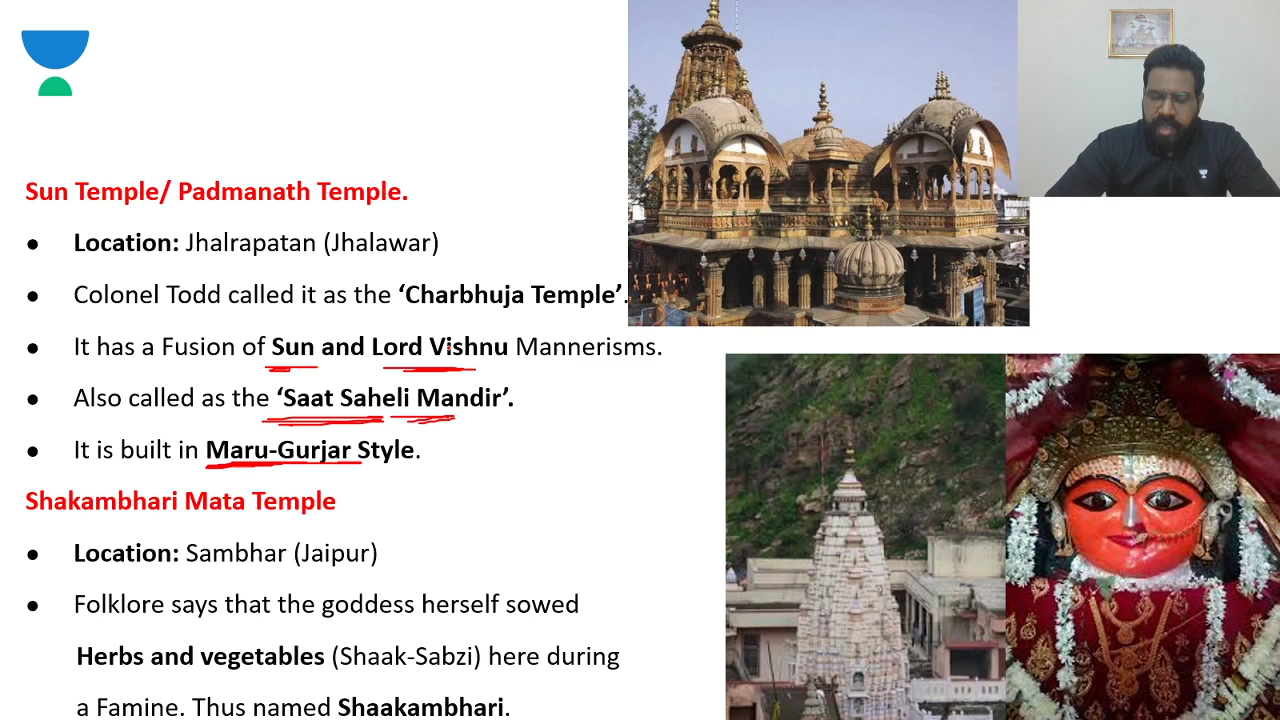 Sun Temple/ Padmanath Temple.
● Location: Jhalrapatan (Jhalawar)
● Colonel Todd called it as the ‘Charbhuja Temple’.
● It has a Fusion of Sun and Lord Vishnu Mannerisms.
Also called as the ‘Saat Saheli Mandir’.
● It is built in Maru-Gurjar Style.
Shakambhari Mata Temple
● Location: Sambhar (Jaipur)
● Folklore says that the goddess herself sowed
Herbs and vegetables (Shaak-Sabzi) here during
a Famine. Thus named Shaakambhari.